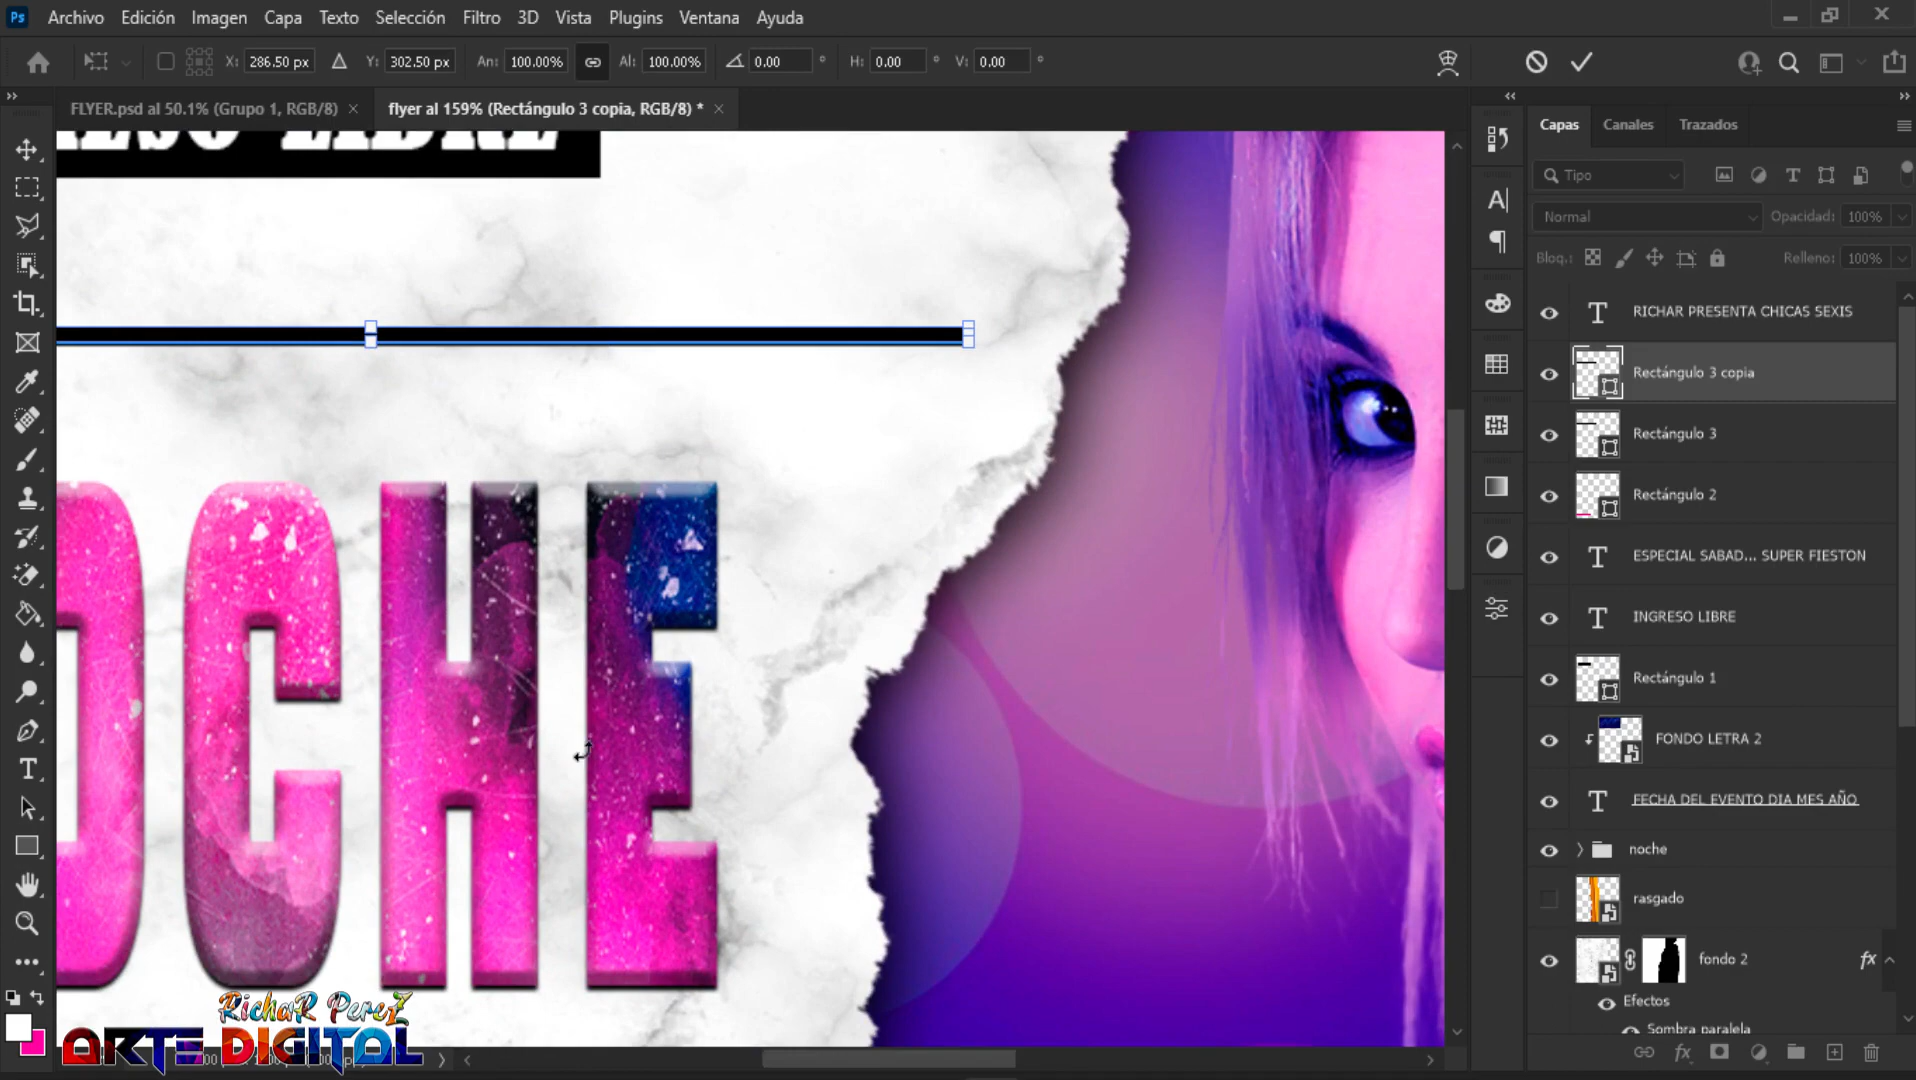 Ps Archivo Edición Imagen Capa Texto Selección Filtro 3D Vista Plugins Ventana Ayuda
X: 286.50 px Y: 302.50 px An: 100.00% Al: 100.00% 0.00 ° H: 0.00 ° V: 0.00 °
FLYER.psd al 50.1% (Grupo 1, RGB/8) × flyer al 159% (Rectángulo 3 copia, RGB/8) * ×
Capas Canales Trazados
Tipo
Normal Opacidad: 100%
Bloq.: Relleno: 100%
RICHAR PRESENTA CHICAS SEXIS
Rectángulo 3 copia
Rectángulo 3
Rectángulo 2
ESPECIAL SABAD... SUPER FIESTON
INGRESO LIBRE
Rectángulo 1
FONDO LETRA 2
FECHA DEL EVENTO DIA MES AÑO
noche
rasgado
fondo 2 fx
Efectos
Sombra paralela
LIBRE
OCHE
RichaR PereZ
ARTE DIGITAL